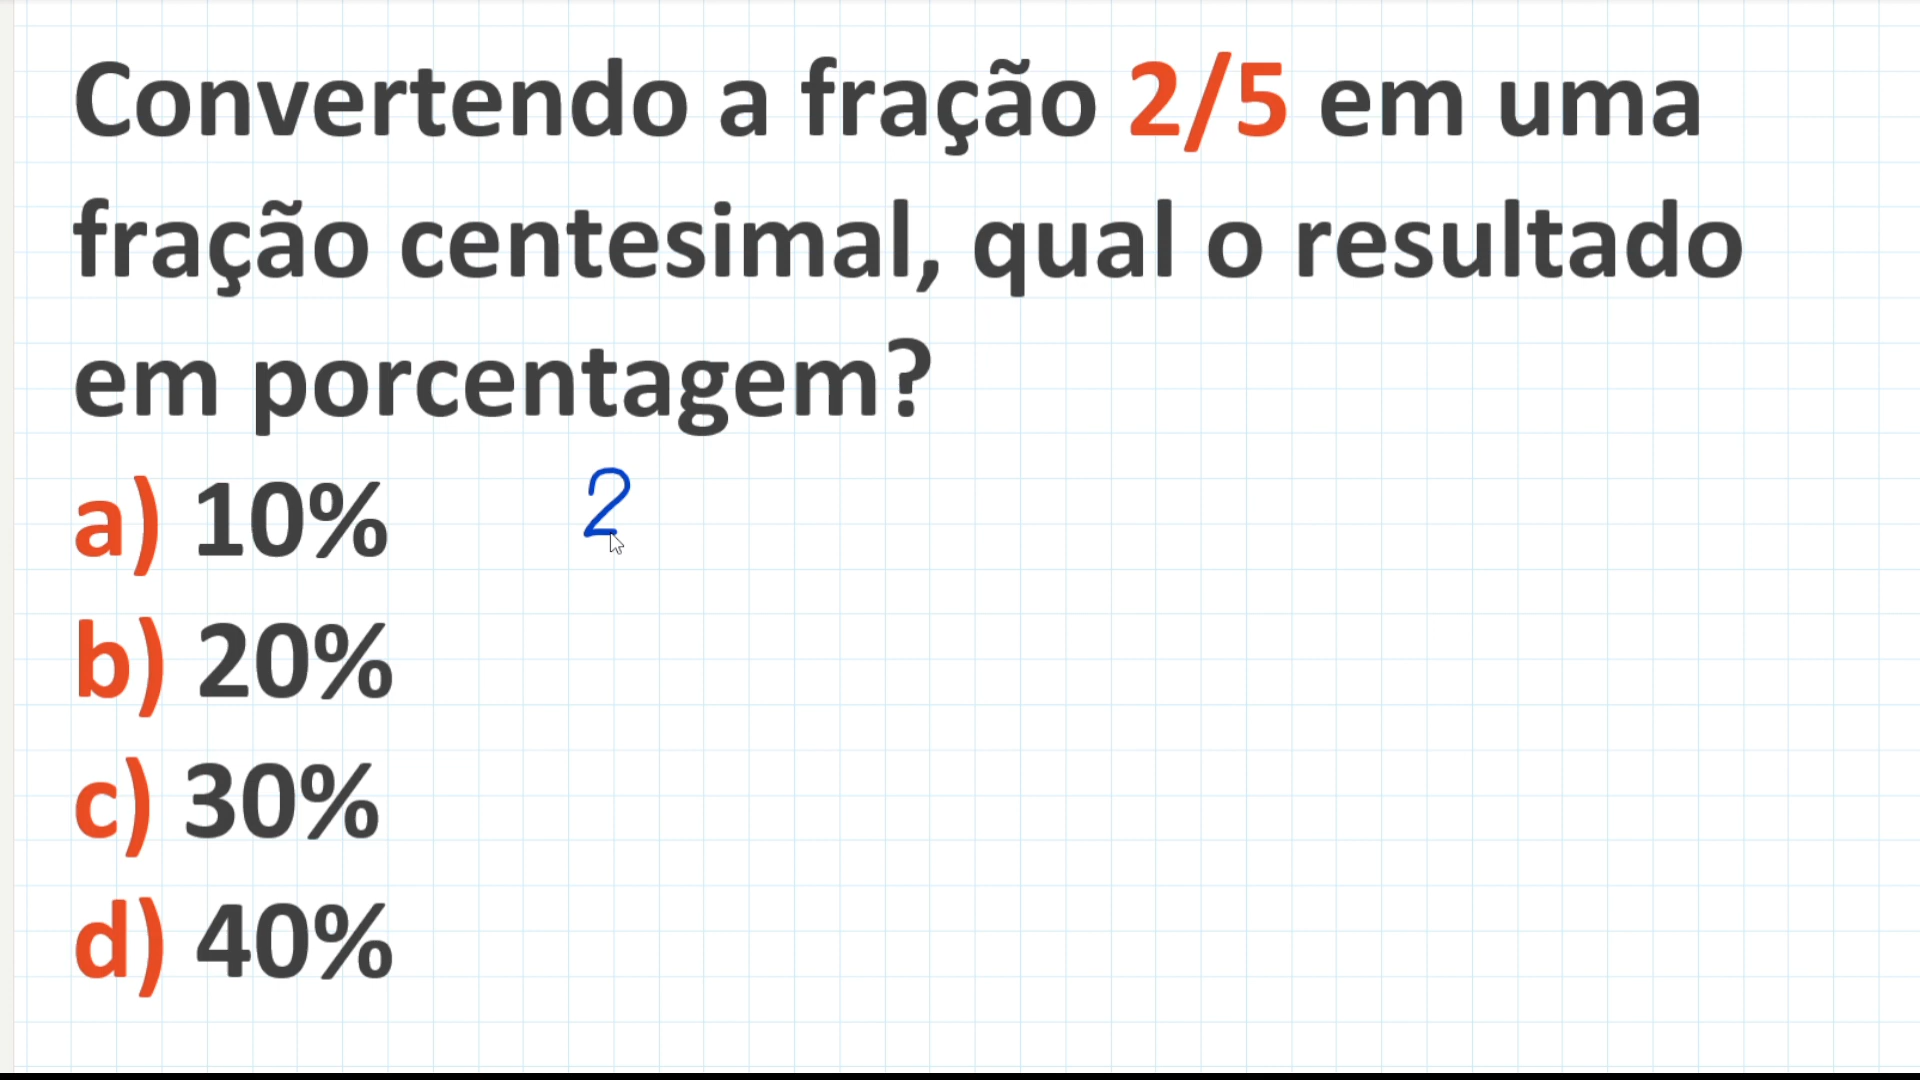 Convertendo a fração 2/5 em uma
fração centesimal, qual o resultado
em porcentagem?
a) 10% 2
b) 20%
c) 30%
d) 40%